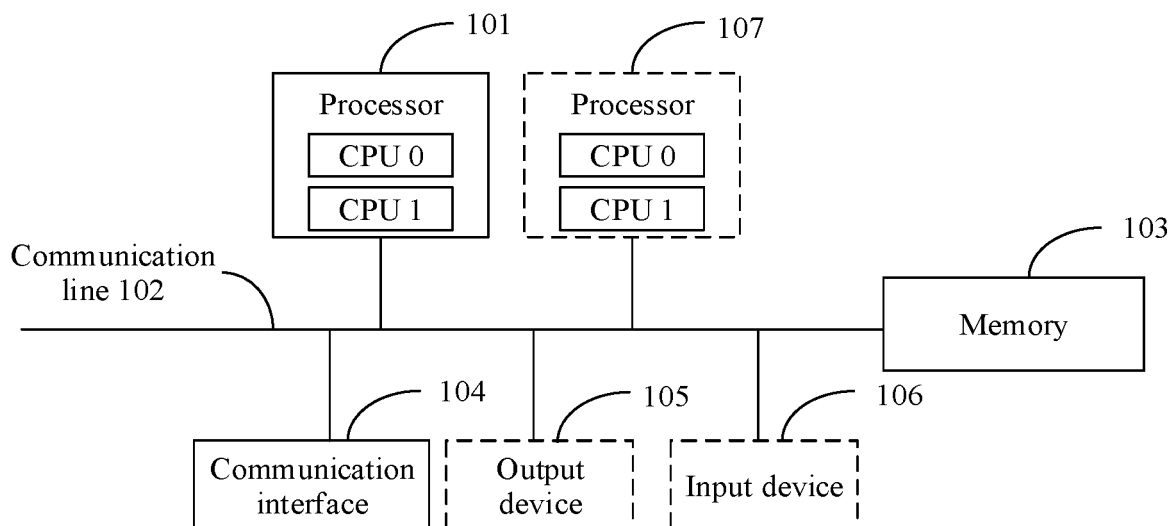 101
107
Processor
CPU 0
CPU 1
Processor
CPU 0
CPU 1
Communication
line 102
103
Memory
104
Communication
interface
105
Output
device
106
Input device